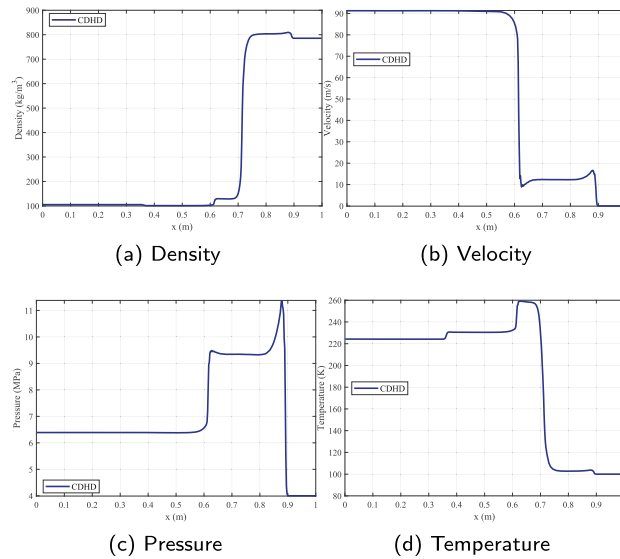 900
800
700
600
500
400
300
200
100
0 0.1 0.2 0.3 0.4 0.5 0.6 0.7 0.8 0.9 1
Density (kg/m³)
x (m)
CDHD
(a) Density
90
80
70
60
50
40
30
20
10
0
0 0.1 0.2 0.3 0.4 0.5 0.6 0.7 0.8 0.9
Velocity (m/s)
x (m)
CDHD
(b) Velocity
11
10
9
8
7
6
5
4
0 0.1 0.2 0.3 0.4 0.5 0.6 0.7 0.8 0.9 1
Pressure (MPa)
x (m)
CDHD
(c) Pressure
260
240
220
200
180
160
140
120
100
80
0 0.1 0.2 0.3 0.4 0.5 0.6 0.7 0.8 0.9
Temperature (K)
x (m)
CDHD
(d) Temperature